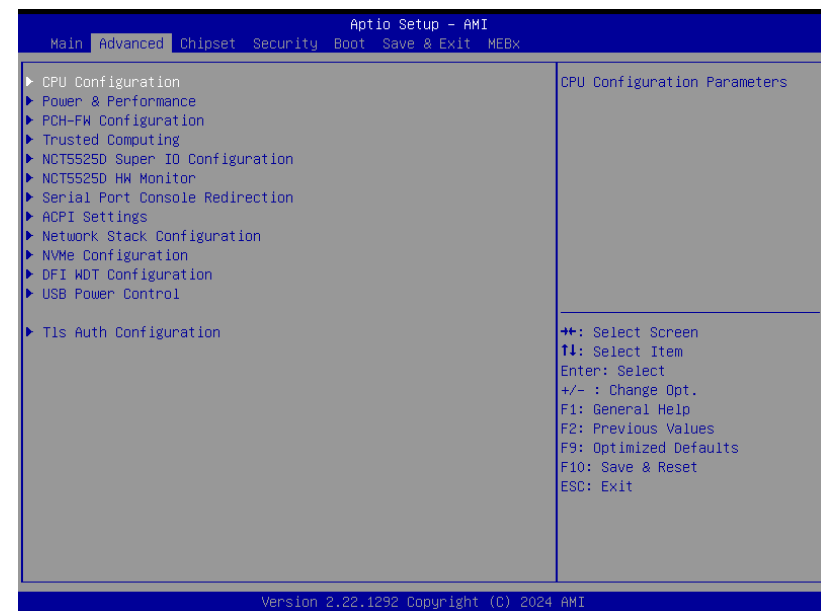 Aptio Setup – AMI
Main Advanced Chipset Security Boot Save & Exit MEBx
CPU Configuration
Power & Performance
PCH-FW Configuration
Trusted Computing
NCT5525D Super IO Configuration
NCT5525D HW Monitor
Serial Port Console Redirection
ACPI Settings
Network Stack Configuration
NVMe Configuration
DFI WDT Configuration
USB Power Control
Tls Auth Configuration
CPU Configuration Parameters
→←: Select Screen
↑↓: Select Item
Enter: Select
+/- : Change Opt.
F1: General Help
F2: Previous Values
F9: Optimized Defaults
F10: Save & Reset
ESC: Exit
Version 2.22.1292 Copyright (C) 2024 AMI